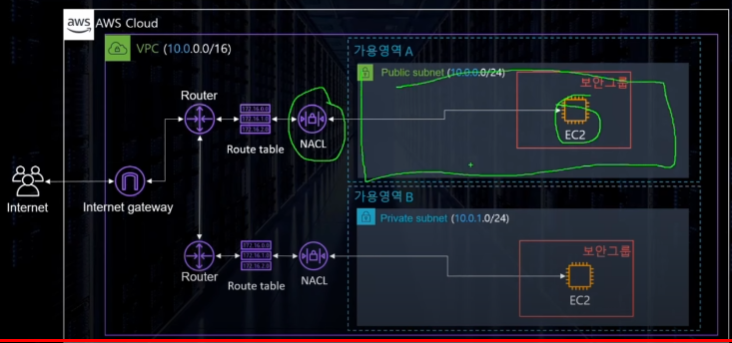 aws AWS Cloud
VPC (10.0.0.0/16)
가용영역 A
Public subnet (10.0.0.0/24)
보안그룹
EC2
Router
Route table
NACL
Internet
Internet gateway
가용영역 B
Private subnet (10.0.1.0/24)
보안그룹
EC2
Router
Route table
NACL